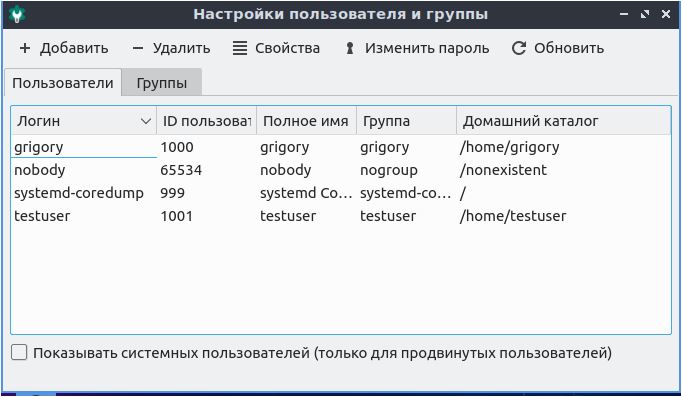 Настройки пользователя и группы
Добавить Удалить Свойства Изменить пароль Обновить
Пользователи Группы
Логин ID пользоват Полное имя Группа Домашний каталог
grigory 1000 grigory grigory /home/grigory
nobody 65534 nobody nogroup /nonexistent
systemd-coredump 999 systemd Co... systemd-co... /
testuser 1001 testuser testuser /home/testuser
Показывать системных пользователей (только для продвинутых пользователей)